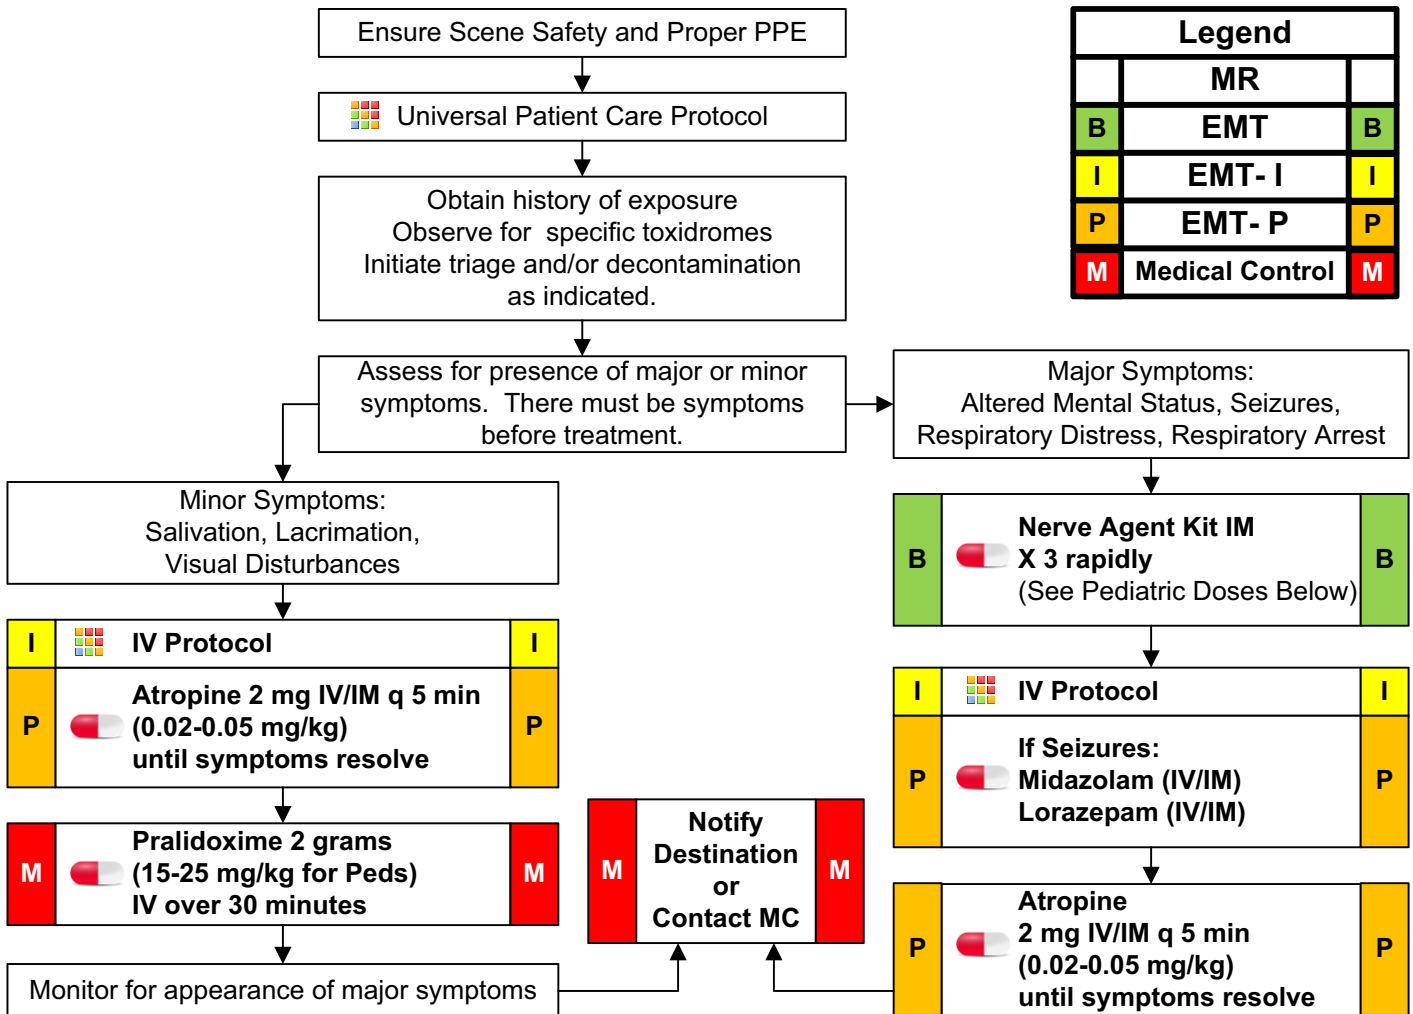 Ensure Scene Safety and Proper PPE
Universal Patient Care Protocol
Obtain history of exposure
Observe for specific toxidromes
Initiate triage and/or decontamination
as indicated.
Assess for presence of major or minor
symptoms. There must be symptoms
before treatment.
Legend
MR
B EMT B
I EMT- I I
P EMT- P P
M Medical Control M
Minor Symptoms:
Salivation, Lacrimation,
Visual Disturbances
I IV Protocol I
Atropine 2 mg IV/IM q 5 min
P (0.02-0.05 mg/kg) P
until symptoms resolve
Pralidoxime 2 grams
M (15-25 mg/kg for Peds) M
IV over 30 minutes
Monitor for appearance of major symptoms
Major Symptoms:
Altered Mental Status, Seizures,
Respiratory Distress, Respiratory Arrest
Nerve Agent Kit IM
B X 3 rapidly B
(See Pediatric Doses Below)
I IV Protocol I
If Seizures:
P Midazolam (IV/IM) P
Lorazepam (IV/IM)
Atropine
2 mg IV/IM q 5 min
P (0.02-0.05 mg/kg) P
until symptoms resolve
Notify
Destination
M or M
Contact MC